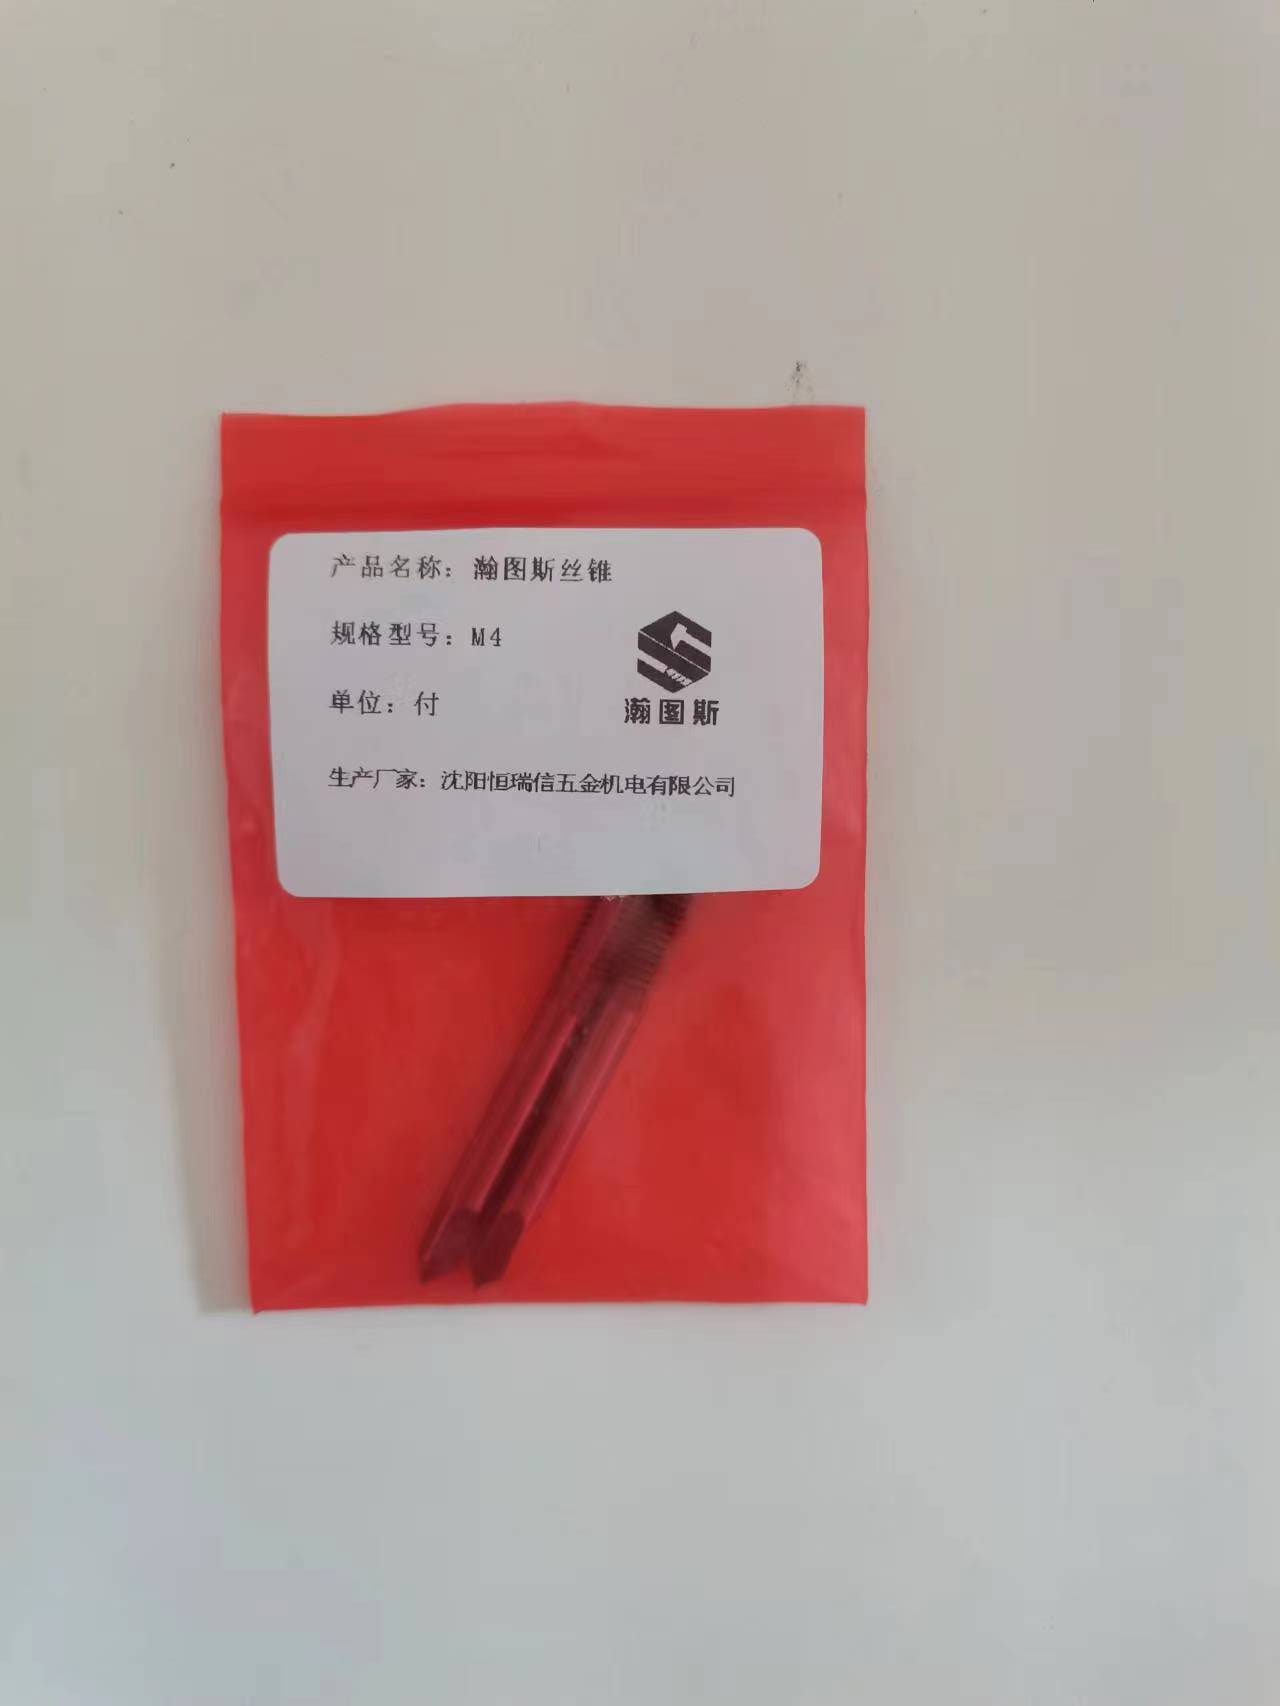 产品名称：瀚图斯丝锥
规格型号：M4
单位：付
瀚图斯
生产厂家：沈阳恒瑞信五金机电有限公司